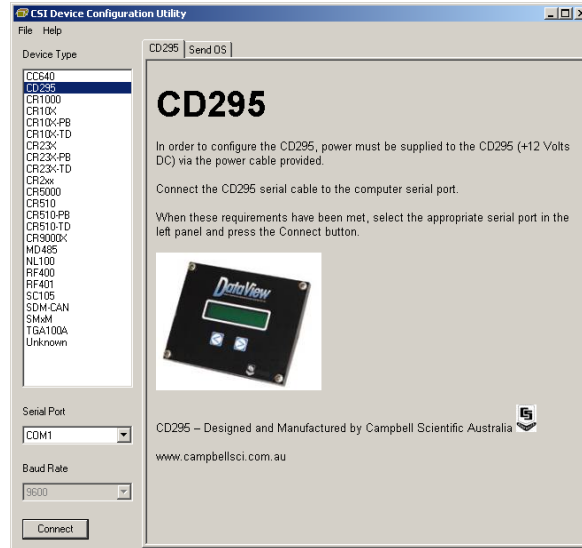 CSI Device Configuration Utility
File Help
Device Type
CC640
CD295
CR1000
CR10X
CR10X-PB
CR10X-TD
CR23X
CR23X-PB
CR23X-TD
CR2xx
CR5000
CR510
CR510-PB
CR510-TD
CR9000X
MD485
NL100
RF400
RF401
SC105
SDM-CAN
SMxM
TGA100A
Unknown
Serial Port
COM1
Baud Rate
9600
Connect
CD295 Send OS
CD295
In order to configure the CD295, power must be supplied to the CD295 (+12 Volts
DC) via the power cable provided.
Connect the CD295 serial cable to the computer serial port.
When these requirements have been met, select the appropriate serial port in the
left panel and press the Connect button.
DataView
CD295 – Designed and Manufactured by Campbell Scientific Australia
www.campbellsci.com.au